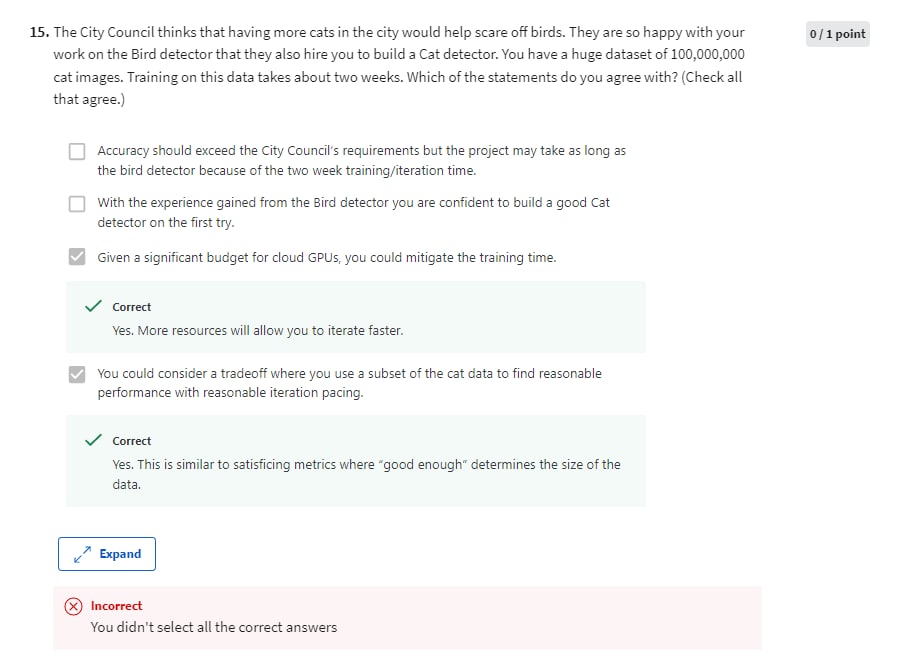 15. The City Council thinks that having more cats in the city would help scare off birds. They are so happy with your
0 / 1 point
work on the Bird detector that they also hire you to build a Cat detector. You have a huge dataset of 100,000,000
cat images. Training on this data takes about two weeks. Which of the statements do you agree with? (Check all
that agree.)
Accuracy should exceed the City Council's requirements but the project may take as long as
the bird detector because of the two week training/iteration time.
With the experience gained from the Bird detector you are confident to build a good Cat
detector on the first try.
Given a significant budget for cloud GPUs, you could mitigate the training time.
Correct
Yes. More resources will allow you to iterate faster.
You could consider a tradeoff where you use a subset of the cat data to find reasonable
performance with reasonable iteration pacing.
Correct
Yes. This is similar to satisficing metrics where "good enough" determines the size of the
data.
Expand
Incorrect
You didn't select all the correct answers